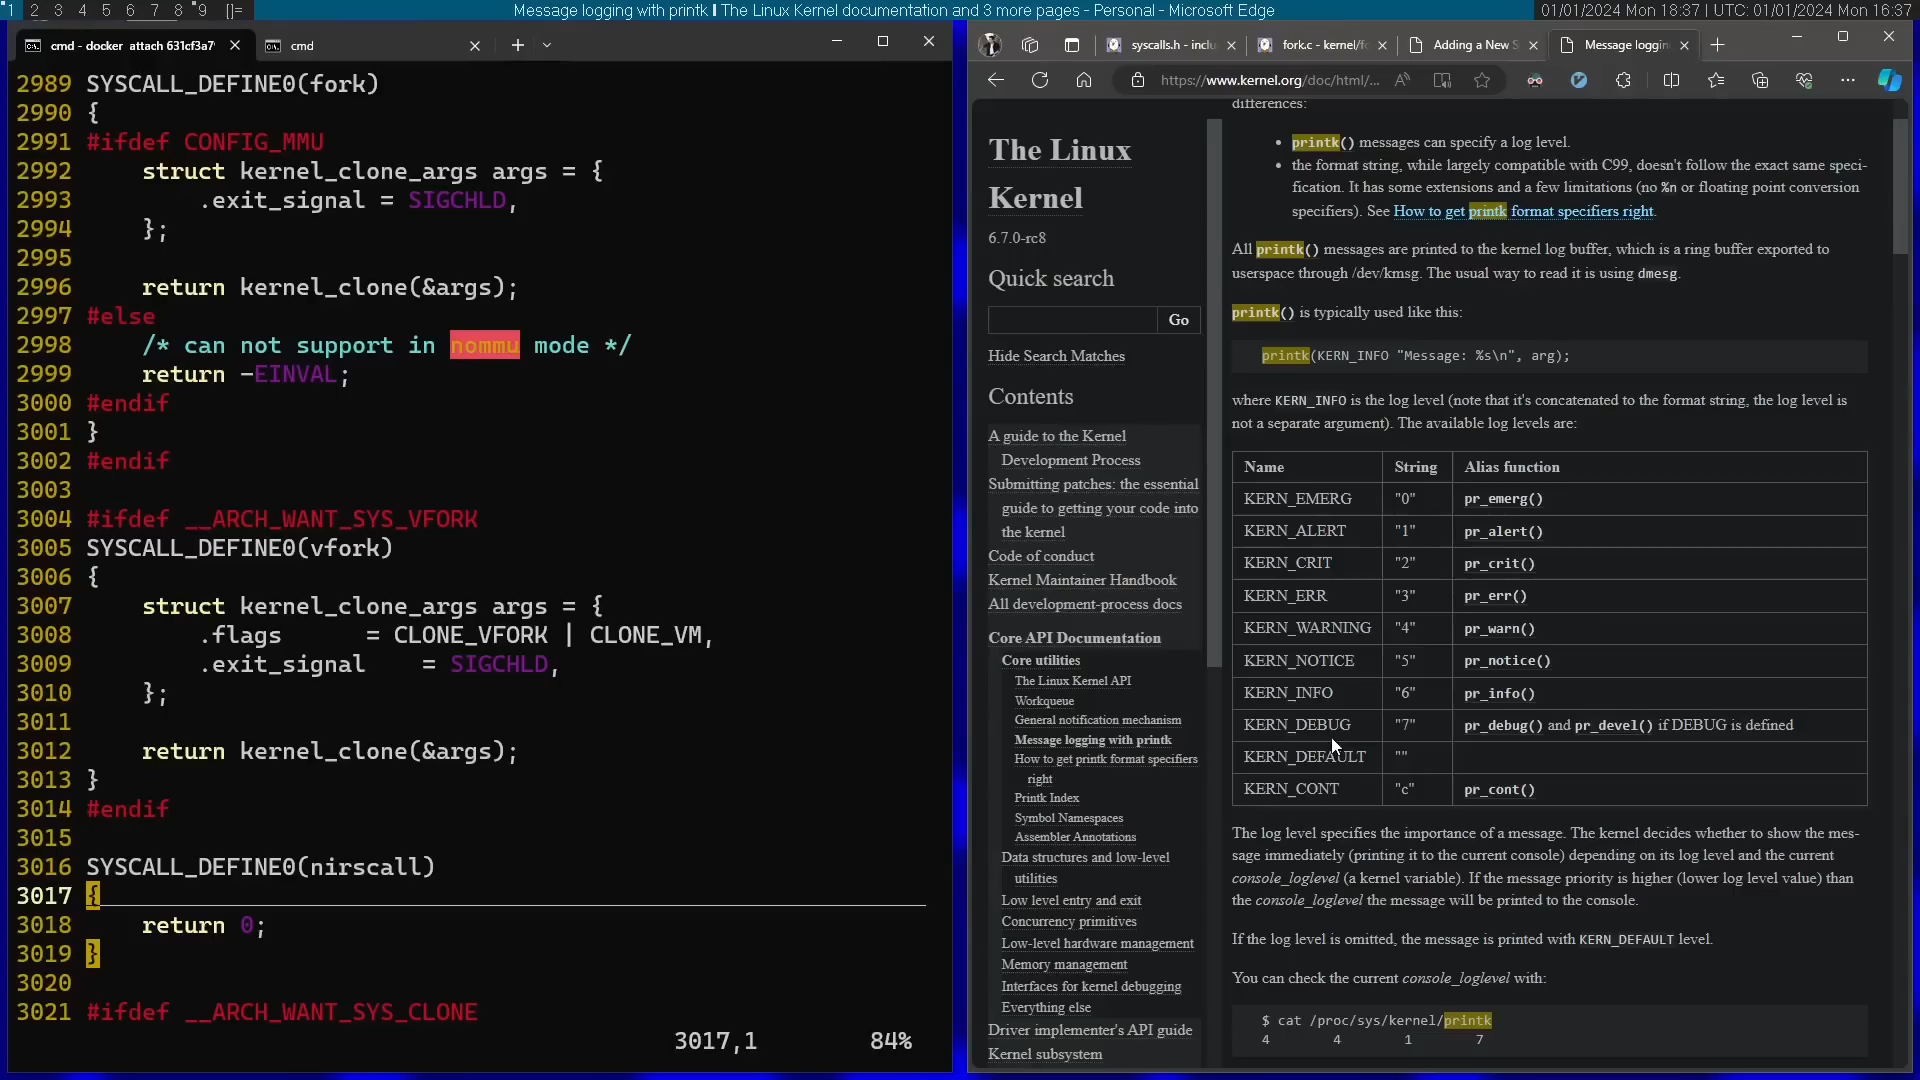 1 2 3 4 5 6 7 8 9 []=
Message logging with printk | The Linux Kernel documentation and 3 more pages - Personal - Microsoft Edge
01/01/2024 Mon 18:37 | UTC: 01/01/2024 Mon 16:37
cmd - docker attach 631cf3a7
cmd
2989 SYSCALL_DEFINE0(fork)
2990 {
2991 #ifdef CONFIG_MMU
2992 struct kernel_clone_args args = {
2993 .exit_signal = SIGCHLD,
2994 };
2995
2996 return kernel_clone(&args);
2997 #else
2998 /* can not support in nommu mode */
2999 return -EINVAL;
3000 #endif
3001 }
3002 #endif
3003
3004 #ifdef __ARCH_WANT_SYS_VFORK
3005 SYSCALL_DEFINE0(vfork)
3006 {
3007 struct kernel_clone_args args = {
3008 .flags = CLONE_VFORK | CLONE_VM,
3009 .exit_signal = SIGCHLD,
3010 };
3011
3012 return kernel_clone(&args);
3013 }
3014 #endif
3015
3016 SYSCALL_DEFINE0(nirscall)
3017 {
3018 return 0;
3019 }
3020
3021 #ifdef __ARCH_WANT_SYS_CLONE
3017,1 84%
syscalls.h - inclu
fork.c - kernel/fo
Adding a New S
Message loggin
https://www.kernel.org/doc/html/...
The Linux
Kernel
6.7.0-rc8
Quick search
Go
Hide Search Matches
Contents
A guide to the Kernel
Development Process
Submitting patches: the essential
guide to getting your code into
the kernel
Code of conduct
Kernel Maintainer Handbook
All development-process docs
Core API Documentation
Core utilities
The Linux Kernel API
Workqueue
General notification mechanism
Message logging with printk
How to get printk format specifiers
right
Printk Index
Symbol Namespaces
Assembler Annotations
Data structures and low-level
utilities
Low level entry and exit
Concurrency primitives
Low-level hardware management
Memory management
Interfaces for kernel debugging
Everything else
Driver implementer's API guide
Kernel subsystem
differences:
• printk() messages can specify a log level.
• the format string, while largely compatible with C99, doesn't follow the exact same speci-
fication. It has some extensions and a few limitations (no %n or floating point conversion
specifiers). See How to get printk format specifiers right.
All printk() messages are printed to the kernel log buffer, which is a ring buffer exported to
userspace through /dev/kmsg. The usual way to read it is using dmesg.
printk() is typically used like this:
printk(KERN_INFO "Message: %s\n", arg);
where KERN_INFO is the log level (note that it's concatenated to the format string, the log level is
not a separate argument). The available log levels are:
Name String Alias function
KERN_EMERG "0" pr_emerg()
KERN_ALERT "1" pr_alert()
KERN_CRIT "2" pr_crit()
KERN_ERR "3" pr_err()
KERN_WARNING "4" pr_warn()
KERN_NOTICE "5" pr_notice()
KERN_INFO "6" pr_info()
KERN_DEBUG "7" pr_debug() and pr_devel() if DEBUG is defined
KERN_DEFAULT ""
KERN_CONT "c" pr_cont()
The log level specifies the importance of a message. The kernel decides whether to show the mes-
sage immediately (printing it to the current console) depending on its log level and the current
console_loglevel (a kernel variable). If the message priority is higher (lower log level value) than
the console_loglevel the message will be printed to the console.
If the log level is omitted, the message is printed with KERN_DEFAULT level.
You can check the current console_loglevel with:
$ cat /proc/sys/kernel/printk
4 4 1 7